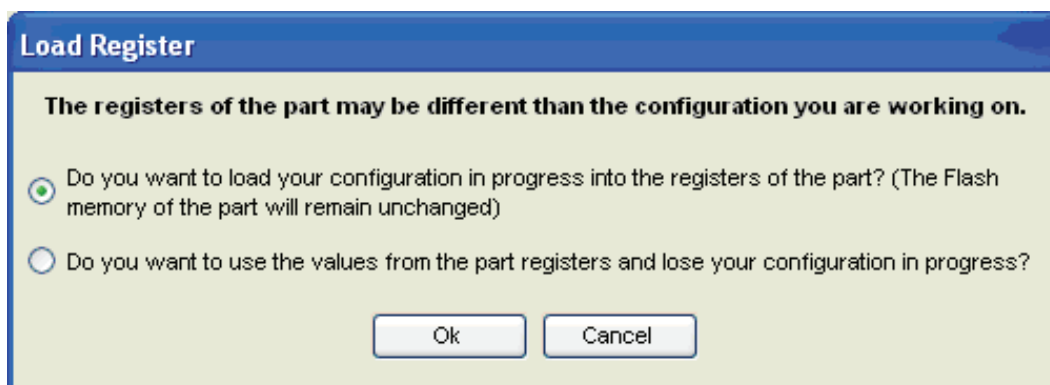 Load Register
The registers of the part may be different than the configuration you are working on.
Do you want to load your configuration in progress into the registers of the part? (The Flash
memory of the part will remain unchanged)
Do you want to use the values from the part registers and lose your configuration in progress?
Ok
Cancel